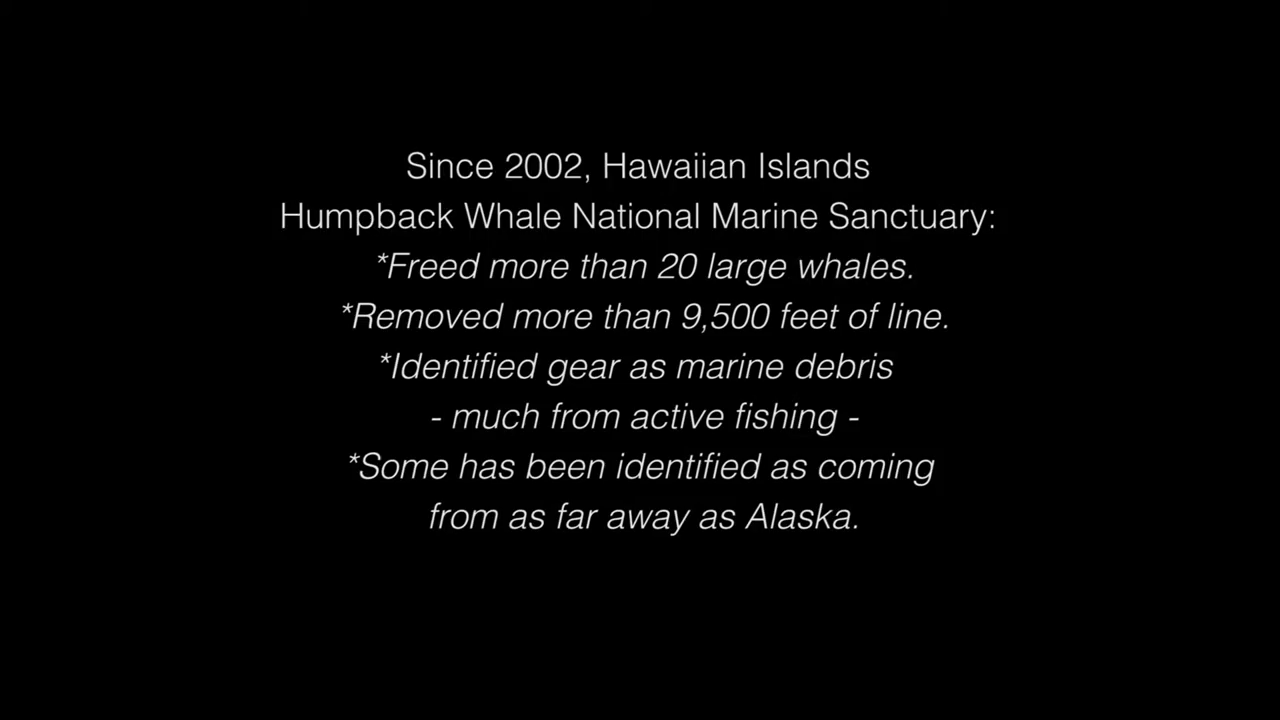 Since 2002, Hawaiian Islands
Humpback Whale National Marine Sanctuary:
*Freed more than 20 large whales.
*Removed more than 9,500 feet of line.
*Identified gear as marine debris
- much from active fishing -
*Some has been identified as coming
from as far away as Alaska.